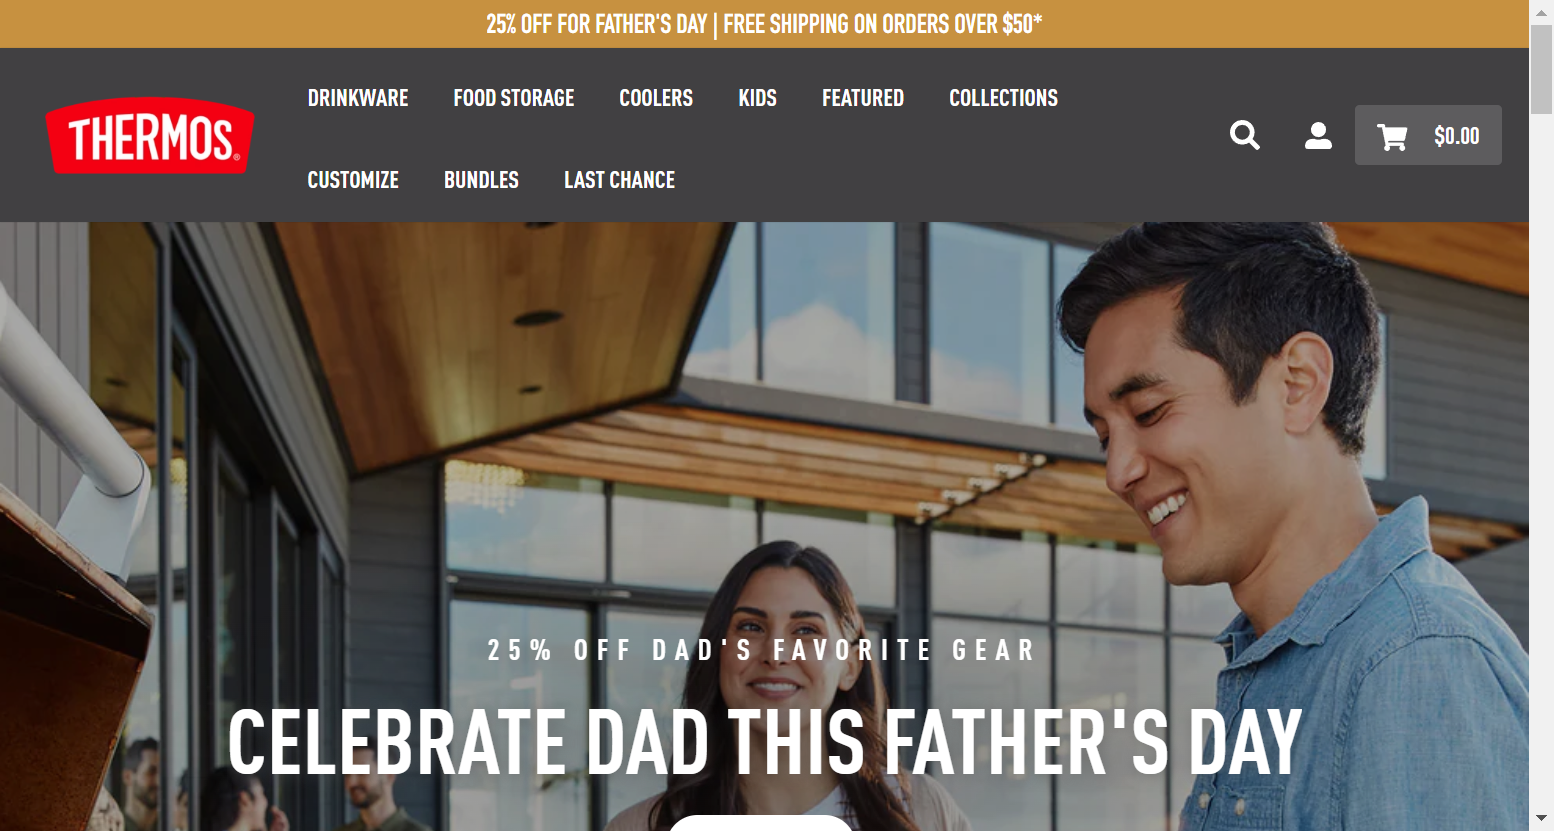 25% OFF FOR FATHER'S DAY | FREE SHIPPING ON ORDERS OVER $50*
THERMOS®
DRINKWARE FOOD STORAGE COOLERS KIDS FEATURED COLLECTIONS
CUSTOMIZE BUNDLES LAST CHANCE
$0.00
25% OFF DAD'S FAVORITE GEAR
CELEBRATE DAD THIS FATHER'S DAY